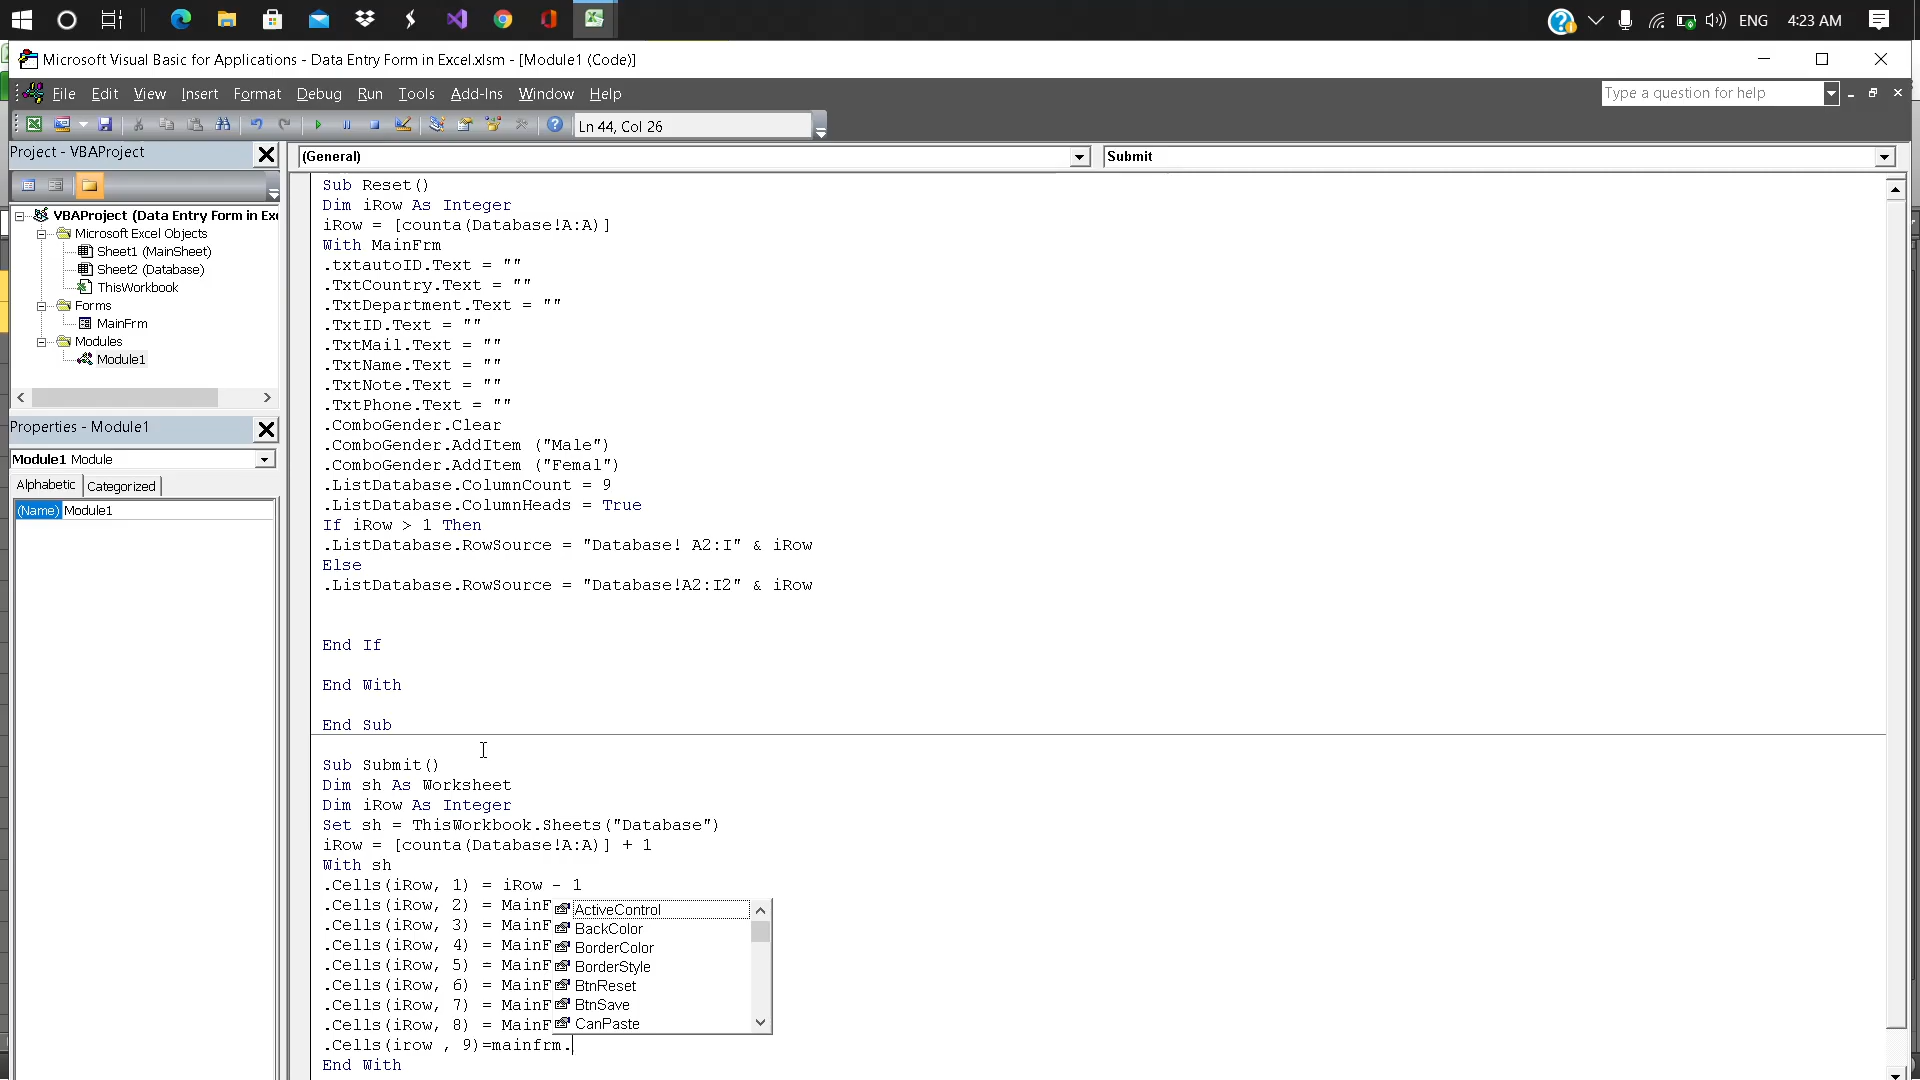 ENG
4:23 AM
Microsoft Visual Basic for Applications - Data Entry Form in Excel.xlsm - [Module1 (Code)]
File Edit View Insert Format Debug Run Tools Add-Ins Window Help
Type a question for help
Ln 44, Col 26
Project - VBAProject
VBAProject (Data Entry Form in Exc
Microsoft Excel Objects
Sheet1 (MainSheet)
Sheet2 (Database)
ThisWorkbook
Forms
MainFrm
Modules
Module1
Properties - Module1
Module1 Module
Alphabetic Categorized
(Name) Module1
(General)
Submit
Sub Reset()
Dim iRow As Integer
iRow = [counta(Database!A:A)]
With MainFrm
.txtautoID.Text = ""
.TxtCountry.Text = ""
.TxtDepartment.Text = ""
.TxtID.Text = ""
.TxtMail.Text = ""
.TxtName.Text = ""
.TxtNote.Text = ""
.TxtPhone.Text = ""
.ComboGender.Clear
.ComboGender.AddItem ("Male")
.ComboGender.AddItem ("Femal")
.ListDatabase.ColumnCount = 9
.ListDatabase.ColumnHeads = True
If iRow > 1 Then
.ListDatabase.RowSource = "Database! A2:I" & iRow
Else
.ListDatabase.RowSource = "Database!A2:I2" & iRow
End If
End With
End Sub
Sub Submit()
Dim sh As Worksheet
Dim iRow As Integer
Set sh = ThisWorkbook.Sheets("Database")
iRow = [counta(Database!A:A)] + 1
With sh
.Cells(iRow, 1) = iRow - 1
.Cells(iRow, 2) = MainF
.Cells(iRow, 3) = MainF
.Cells(iRow, 4) = MainF
.Cells(iRow, 5) = MainF
.Cells(iRow, 6) = MainF
.Cells(iRow, 7) = MainF
.Cells(iRow, 8) = MainF
.Cells(irow , 9)=mainfrm.
End With
ActiveControl
BackColor
BorderColor
BorderStyle
BtnReset
BtnSave
CanPaste